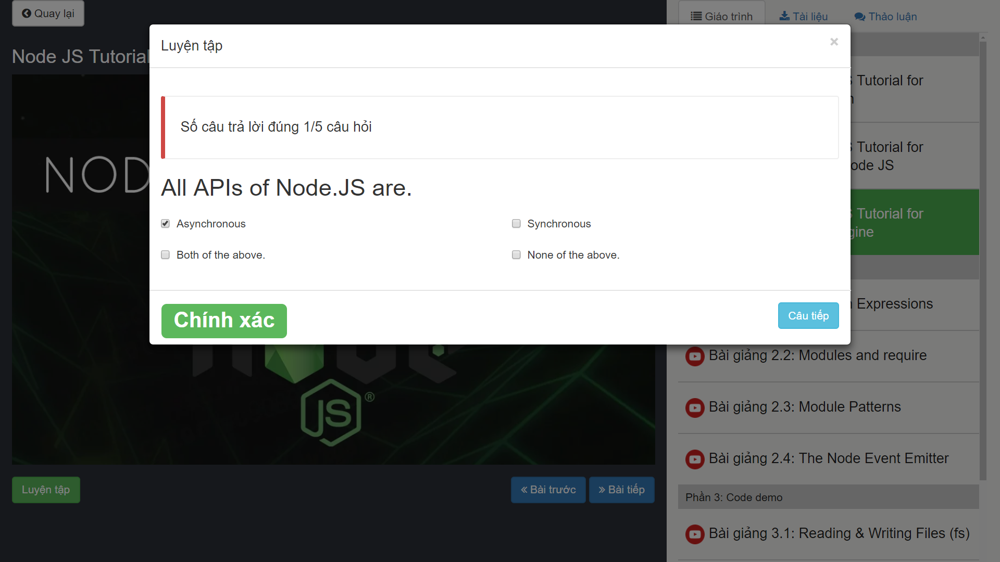 Quay lại
Giáo trình
Tài liệu
Thảo luận
Node JS Tutorial
Luyện tập
×
Số câu trả lời đúng 1/5 câu hỏi
All APIs of Node.JS are.
Asynchronous
Synchronous
Both of the above.
None of the above.
Chính xác
Câu tiếp
NOD
JS
®
Luyện tập
Bài trước
Bài tiếp
Tutorial for
Tutorial for
ode JS
Tutorial for
gine
Expressions
Bài giảng 2.2: Modules and require
Bài giảng 2.3: Module Patterns
Bài giảng 2.4: The Node Event Emitter
Phần 3: Code demo
Bài giảng 3.1: Reading & Writing Files (fs)